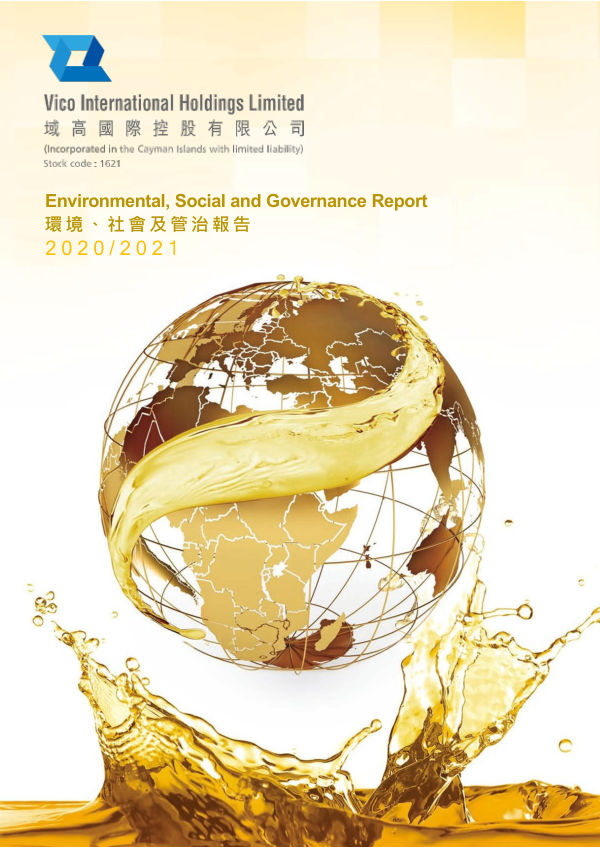 Vico International Holdings Limited
域高國際控股有限公司
(Incorporated in the Cayman Islands with limited liability)
Stock code : 1621
Environmental, Social and Governance Report
環境、社會及管治報告
2020/2021